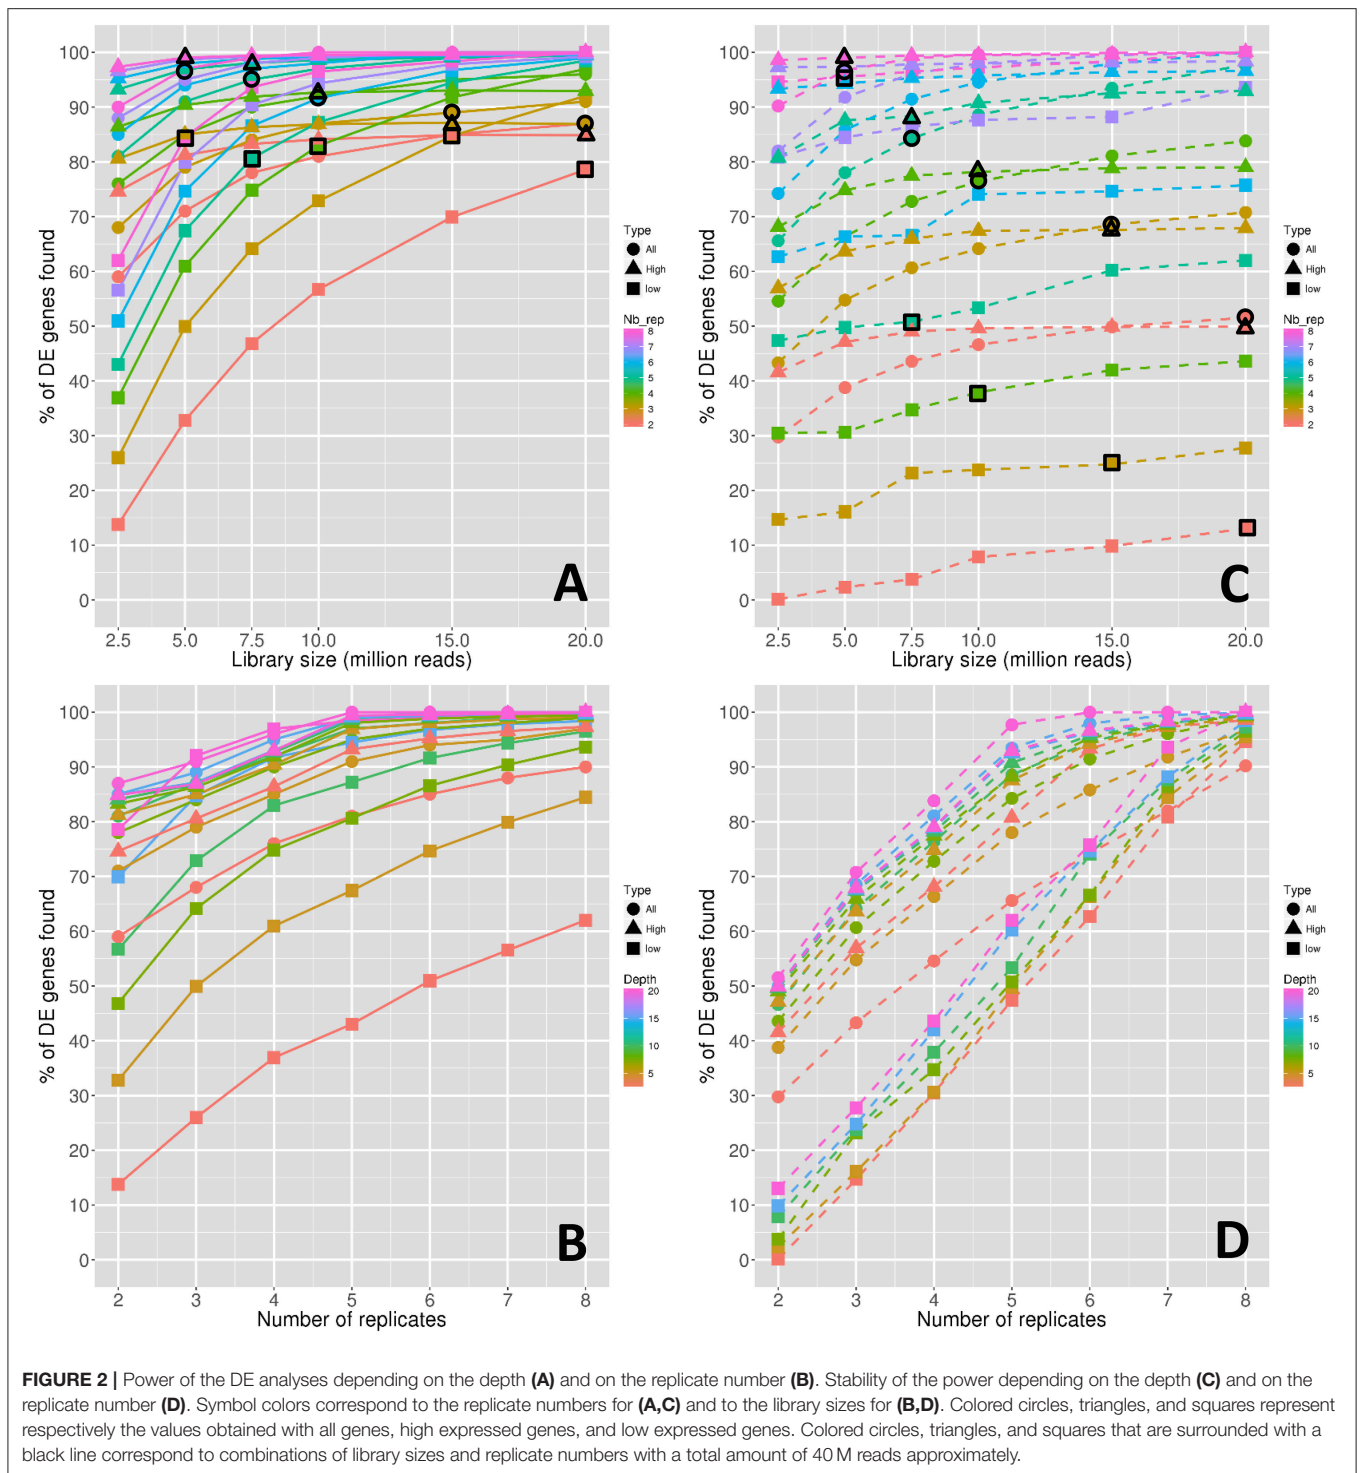 % of DE genes found
100
90
80
70
60
50
40
30
20
10
0
2.5 5.0 7.5 10.0 15.0 20.0
Library size (million reads)
A
Type
All
High
low
Nb_rep
8
7
6
5
4
3
2
% of DE genes found
100
90
80
70
60
50
40
30
20
10
0
2.5 5.0 7.5 10.0 15.0 20.0
Library size (million reads)
C
Type
All
High
low
Nb_rep
8
7
6
5
4
3
2
% of DE genes found
100
90
80
70
60
50
40
30
20
10
0
2 3 4 5 6 7 8
Number of replicates
B
Type
All
High
low
Depth
20
15
10
5
% of DE genes found
100
90
80
70
60
50
40
30
20
10
0
2 3 4 5 6 7 8
Number of replicates
D
Type
All
High
low
Depth
20
15
10
5
FIGURE 2 | Power of the DE analyses depending on the depth (A) and on the replicate number (B). Stability of the power depending on the depth (C) and on the
replicate number (D). Symbol colors correspond to the replicate numbers for (A,C) and to the library sizes for (B,D). Colored circles, triangles, and squares represent
respectively the values obtained with all genes, high expressed genes, and low expressed genes. Colored circles, triangles, and squares that are surrounded with a
black line correspond to combinations of library sizes and replicate numbers with a total amount of 40 M reads approximately.